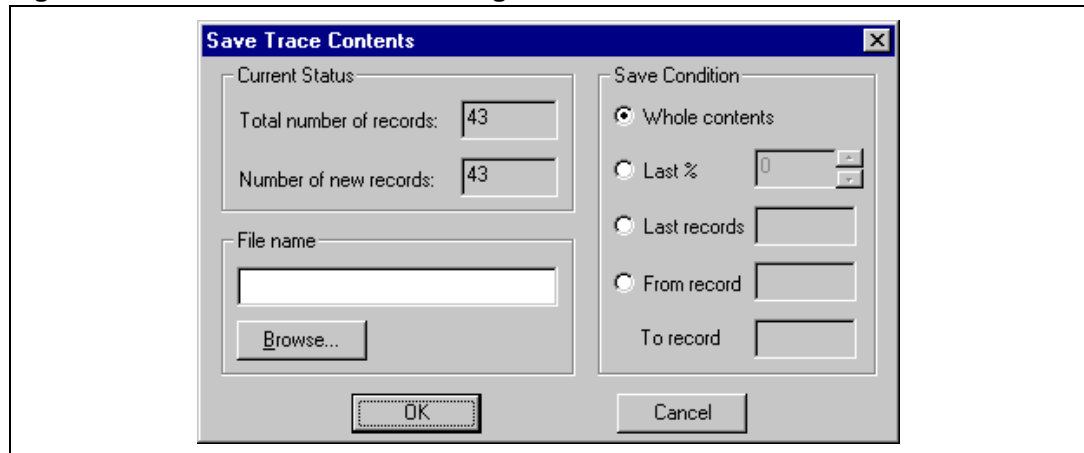 Save Trace Contents
Current Status
Total number of records: 43
Number of new records: 43
File name
Browse...
Save Condition
Whole contents
Last % 0
Last records
From record
To record
OK
Cancel